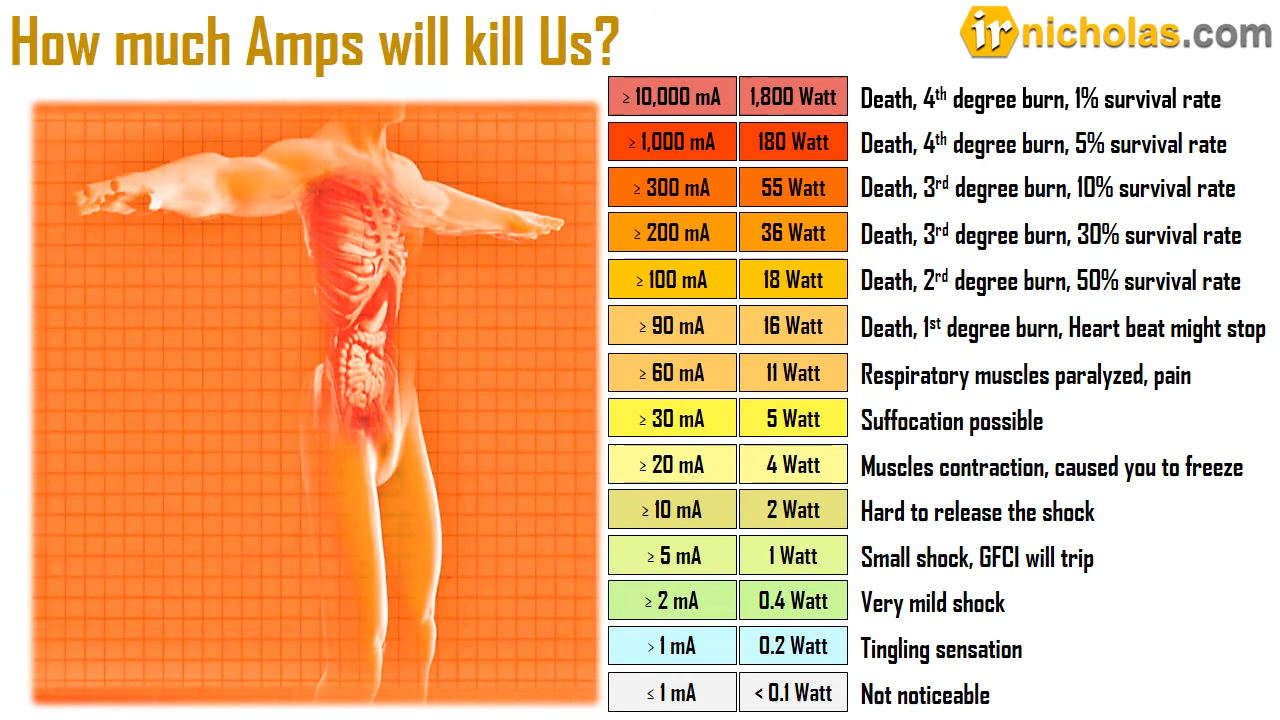 How much Amps will kill Us?
irnicholas.com
≥ 10,000 mA 1,800 Watt Death, 4th degree burn, 1% survival rate
≥ 1,000 mA 180 Watt Death, 4th degree burn, 5% survival rate
≥ 300 mA 55 Watt Death, 3rd degree burn, 10% survival rate
≥ 200 mA 36 Watt Death, 3rd degree burn, 30% survival rate
≥ 100 mA 18 Watt Death, 2rd degree burn, 50% survival rate
≥ 90 mA 16 Watt Death, 1st degree burn, Heart beat might stop
≥ 60 mA 11 Watt Respiratory muscles paralyzed, pain
≥ 30 mA 5 Watt Suffocation possible
≥ 20 mA 4 Watt Muscles contraction, caused you to freeze
≥ 10 mA 2 Watt Hard to release the shock
≥ 5 mA 1 Watt Small shock, GFCI will trip
≥ 2 mA 0.4 Watt Very mild shock
> 1 mA 0.2 Watt Tingling sensation
≤ 1 mA < 0.1 Watt Not noticeable